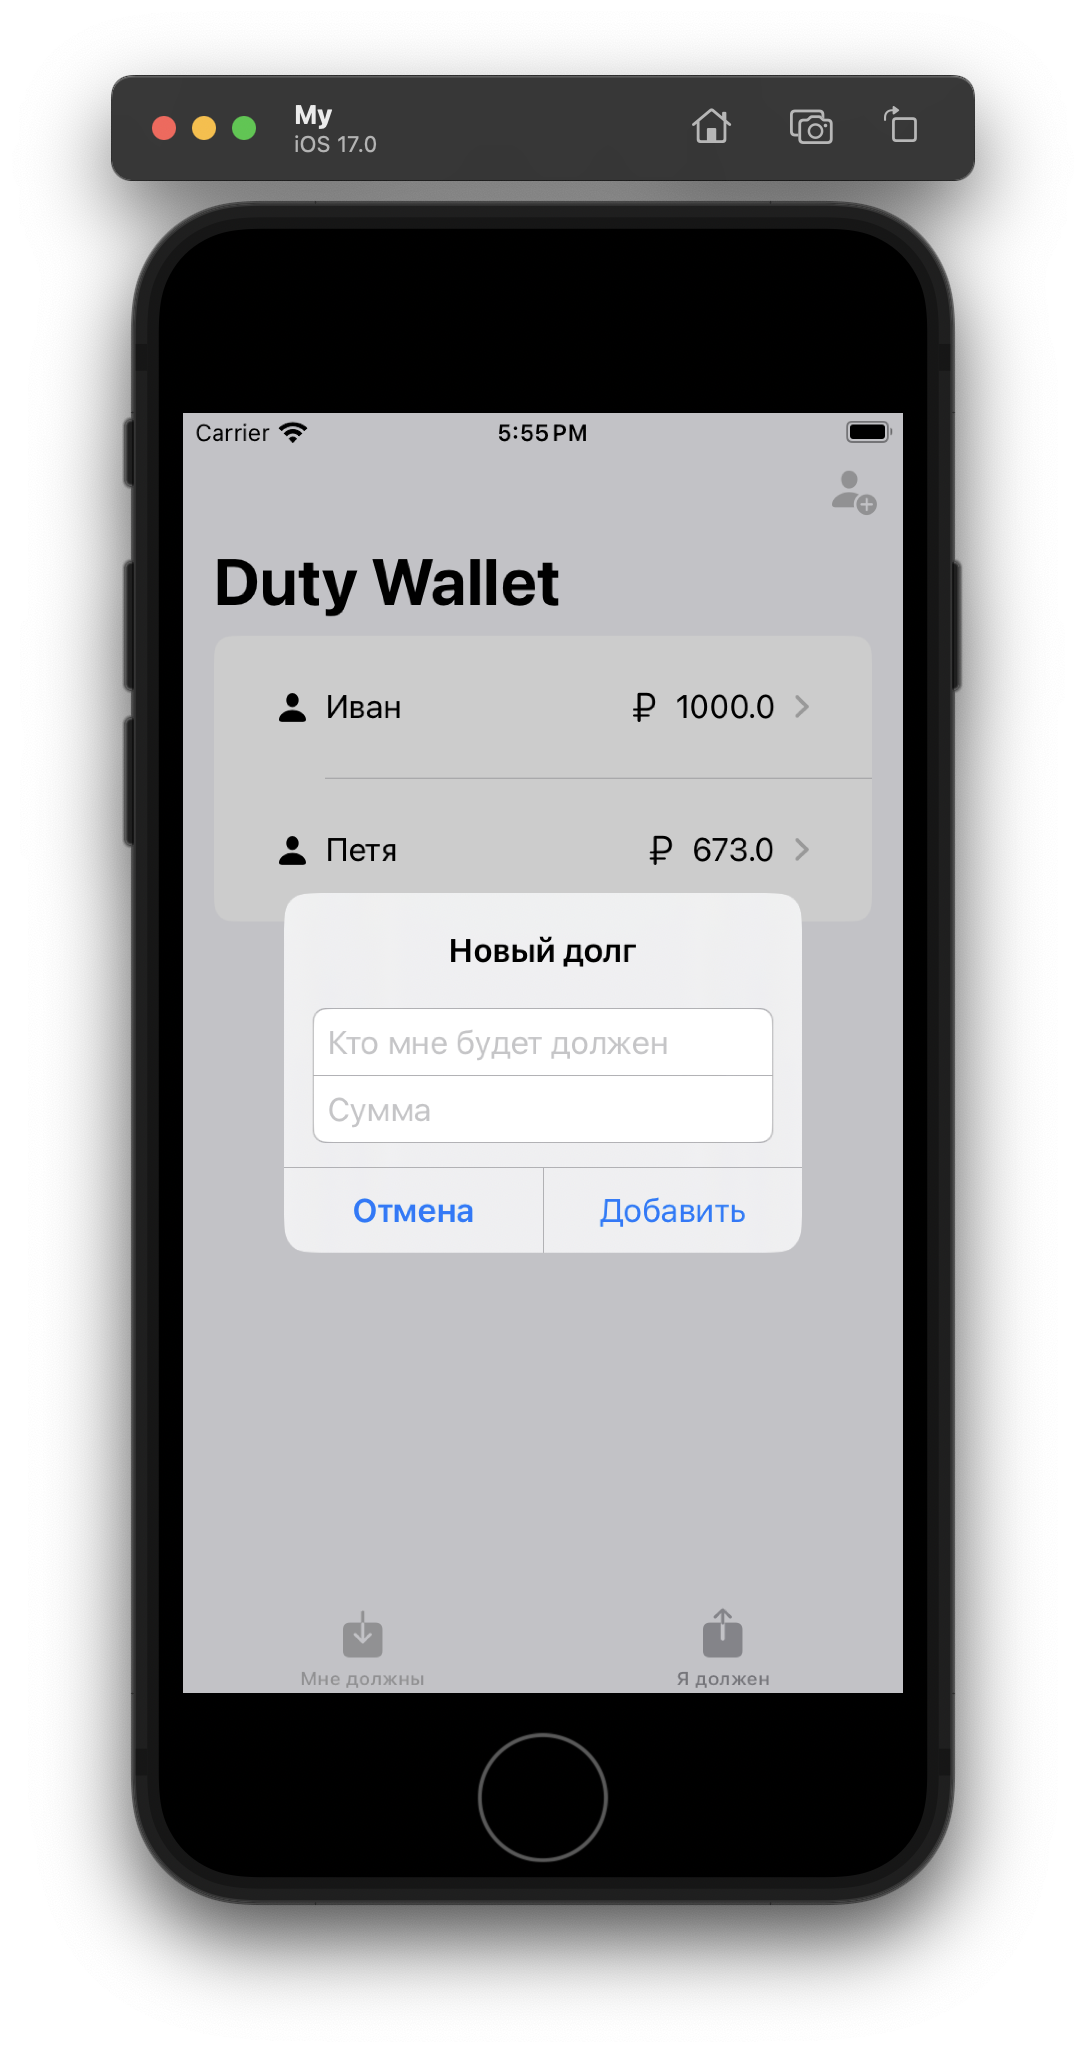 My
iOS 17.0
Carrier 5:55 PM
Duty Wallet
Иван ₽ 1000.0
Петя ₽ 673.0
Новый долг
Кто мне будет должен
Сумма
Отмена Добавить
Мне должны Я должен